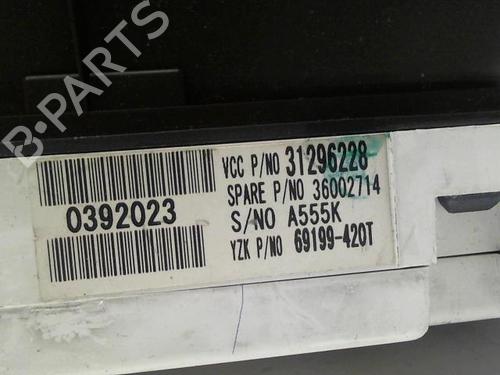 B-PARTS
0392023
VCC P/NO 31296228
SPARE P/NO 36002714
S/NO A555K
YZK P/NO 69199-420T